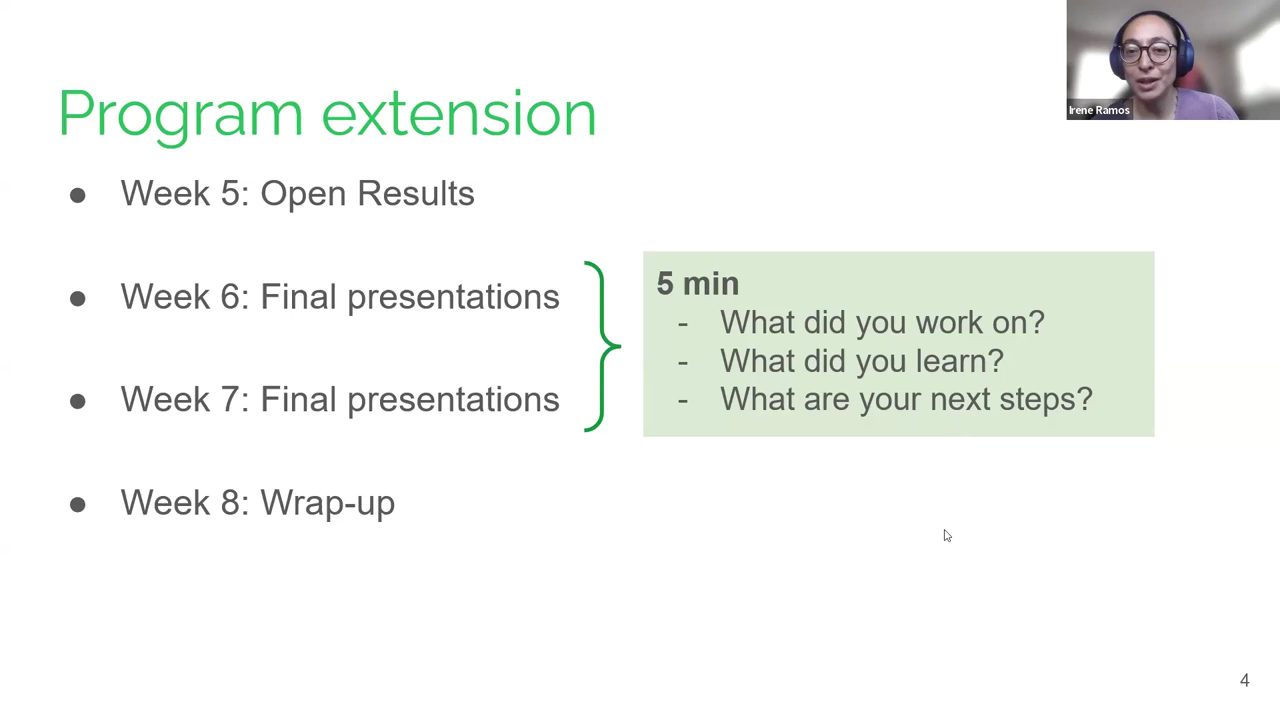 Program extension
Irene Ramos
● Week 5: Open Results
● Week 6: Final presentations
● Week 7: Final presentations
● Week 8: Wrap-up
5 min
- What did you work on?
- What did you learn?
- What are your next steps?
4